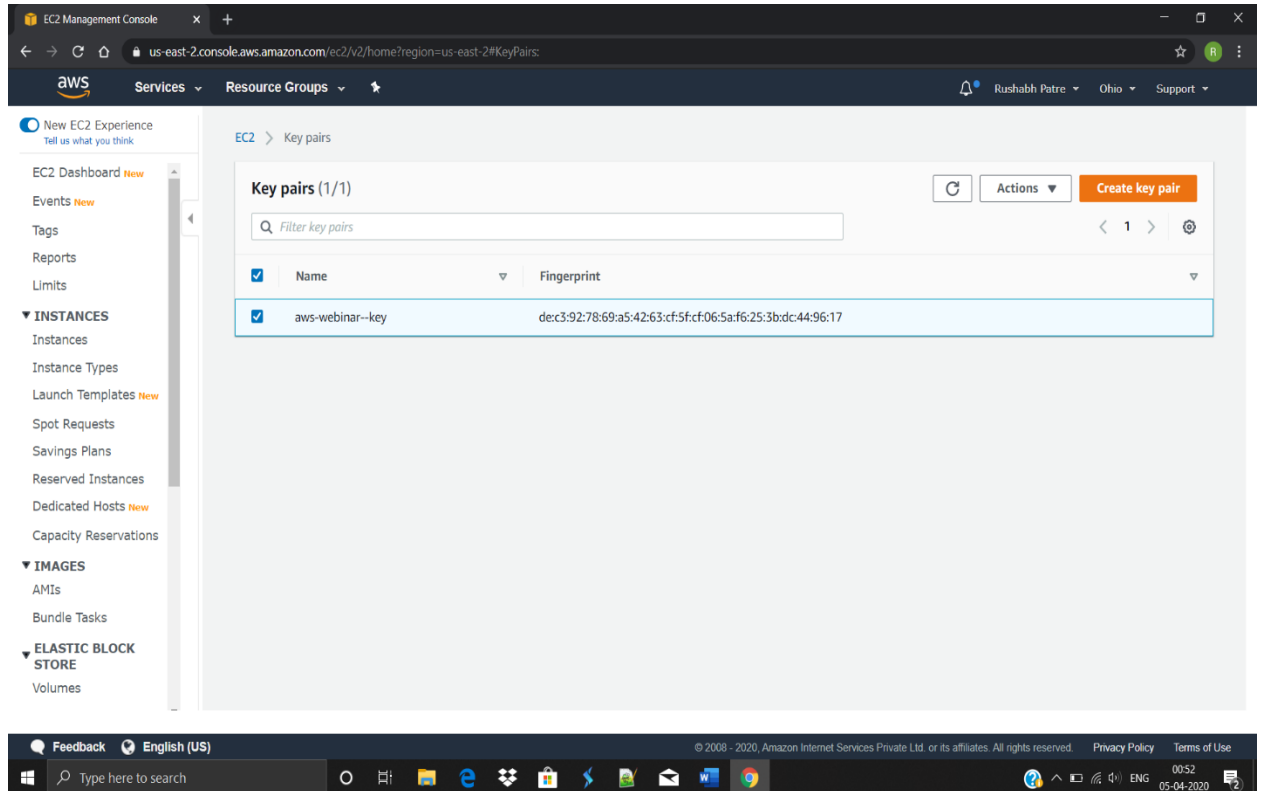 EC2 Management Console
us-east-2.console.aws.amazon.com/ec2/v2/home?region=us-east-2#KeyPairs:
R
aws Services Resource Groups Rushabh Patre Ohio Support
New EC2 Experience
Tell us what you think
EC2 Dashboard New
Events New
Tags
Reports
Limits
INSTANCES
Instances
Instance Types
Launch Templates New
Spot Requests
Savings Plans
Reserved Instances
Dedicated Hosts New
Capacity Reservations
IMAGES
AMIs
Bundle Tasks
ELASTIC BLOCK
STORE
Volumes
EC2 > Key pairs
Key pairs (1/1) Actions Create key pair
Filter key pairs 1
Name Fingerprint
aws-webinar--key de:c3:92:78:69:a5:42:63:cf:5f:cf:06:5a:f6:25:3b:dc:44:96:17
Feedback English (US) © 2008 - 2020, Amazon Internet Services Private Ltd. or its affiliates. All rights reserved. Privacy Policy Terms of Use
Type here to search ENG 00:52
05-04-2020 2